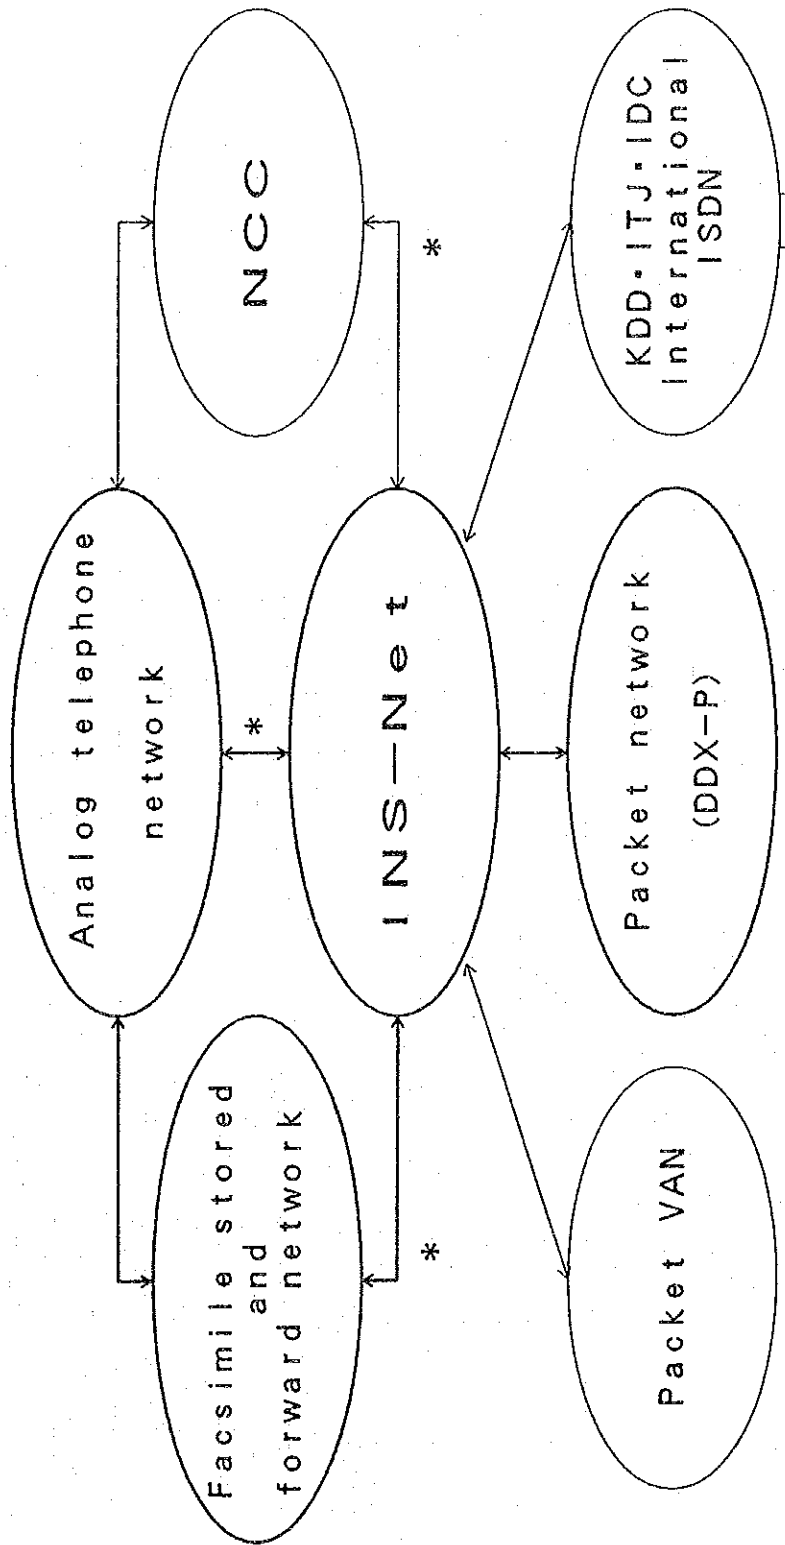 Analog telephone
network
Facsimile stored
and
forward network
*
NCC
INS-Net
*
*
Packet VAN
Packet network
(DDX-P)
KDD・ITJ・IDC
International
ISDN